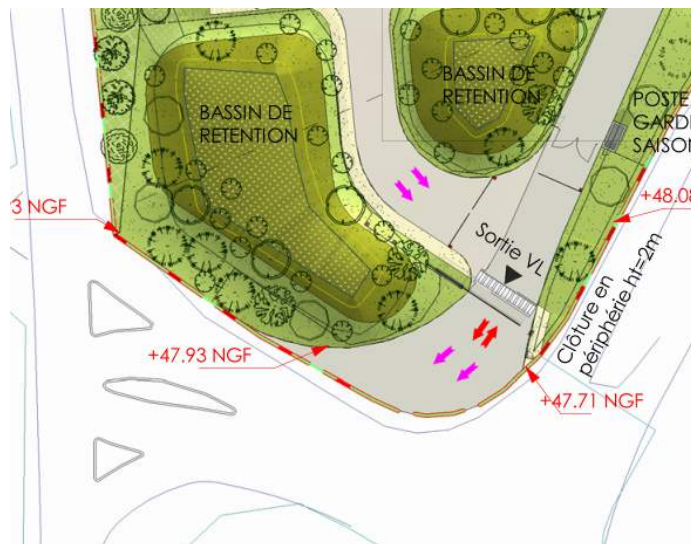 BASSIN DE
RETENTION
BASSIN DE
RETENTION
POSTE
GARDI
SAISON
3 NGF
+48.08
Sortie VL
Clôture en
périphérie ht=2m
+47.93 NGF
+47.71 NGF